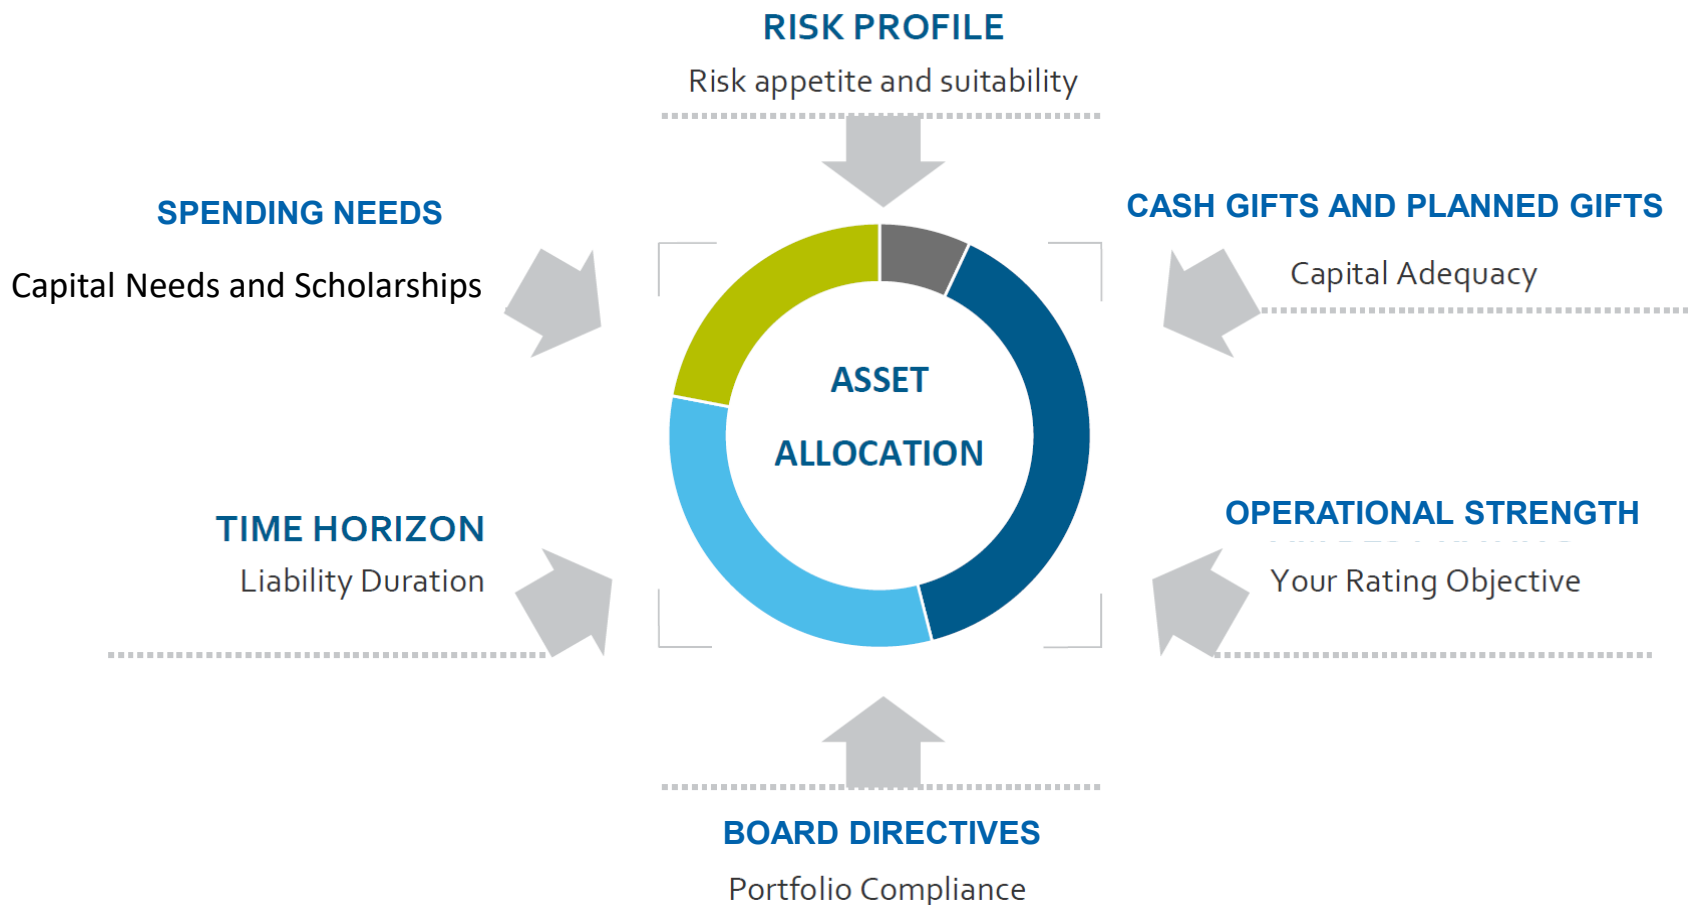 RISK PROFILE
Risk appetite and suitability
SPENDING NEEDS
Capital Needs and Scholarships
CASH GIFTS AND PLANNED GIFTS
Capital Adequacy
ASSET
ALLOCATION
TIME HORIZON
Liability Duration
OPERATIONAL STRENGTH
Your Rating Objective
BOARD DIRECTIVES
Portfolio Compliance